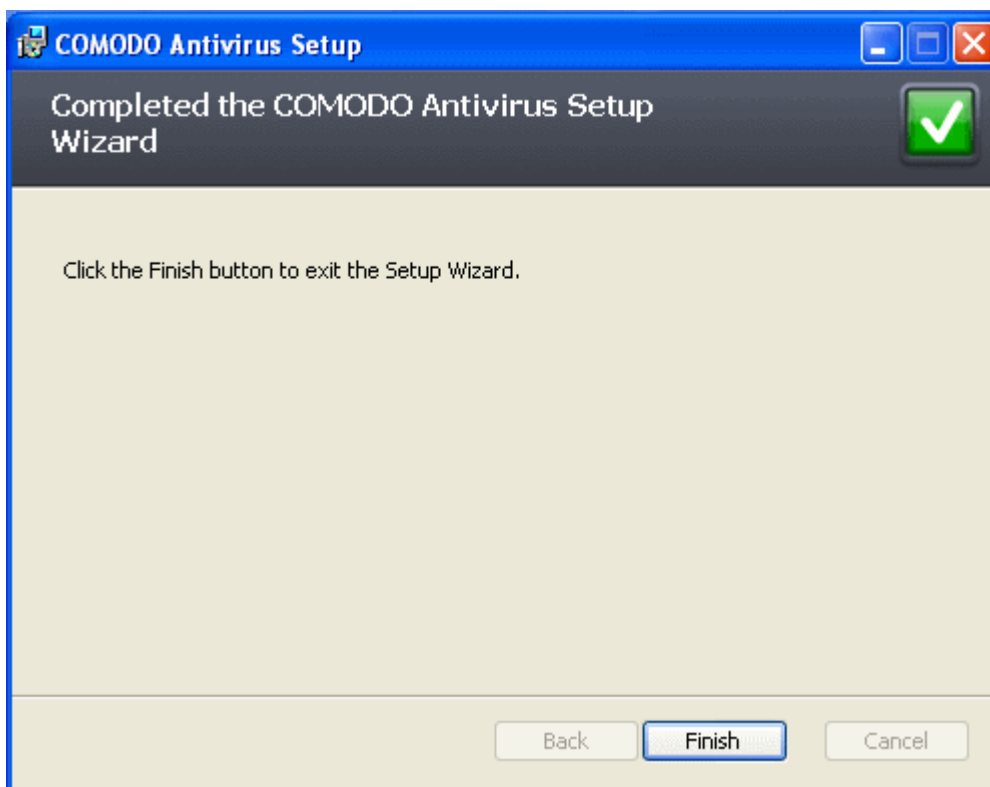 COMODO Antivirus Setup
Completed the COMODO Antivirus Setup
Wizard
Click the Finish button to exit the Setup Wizard.
Back Finish Cancel